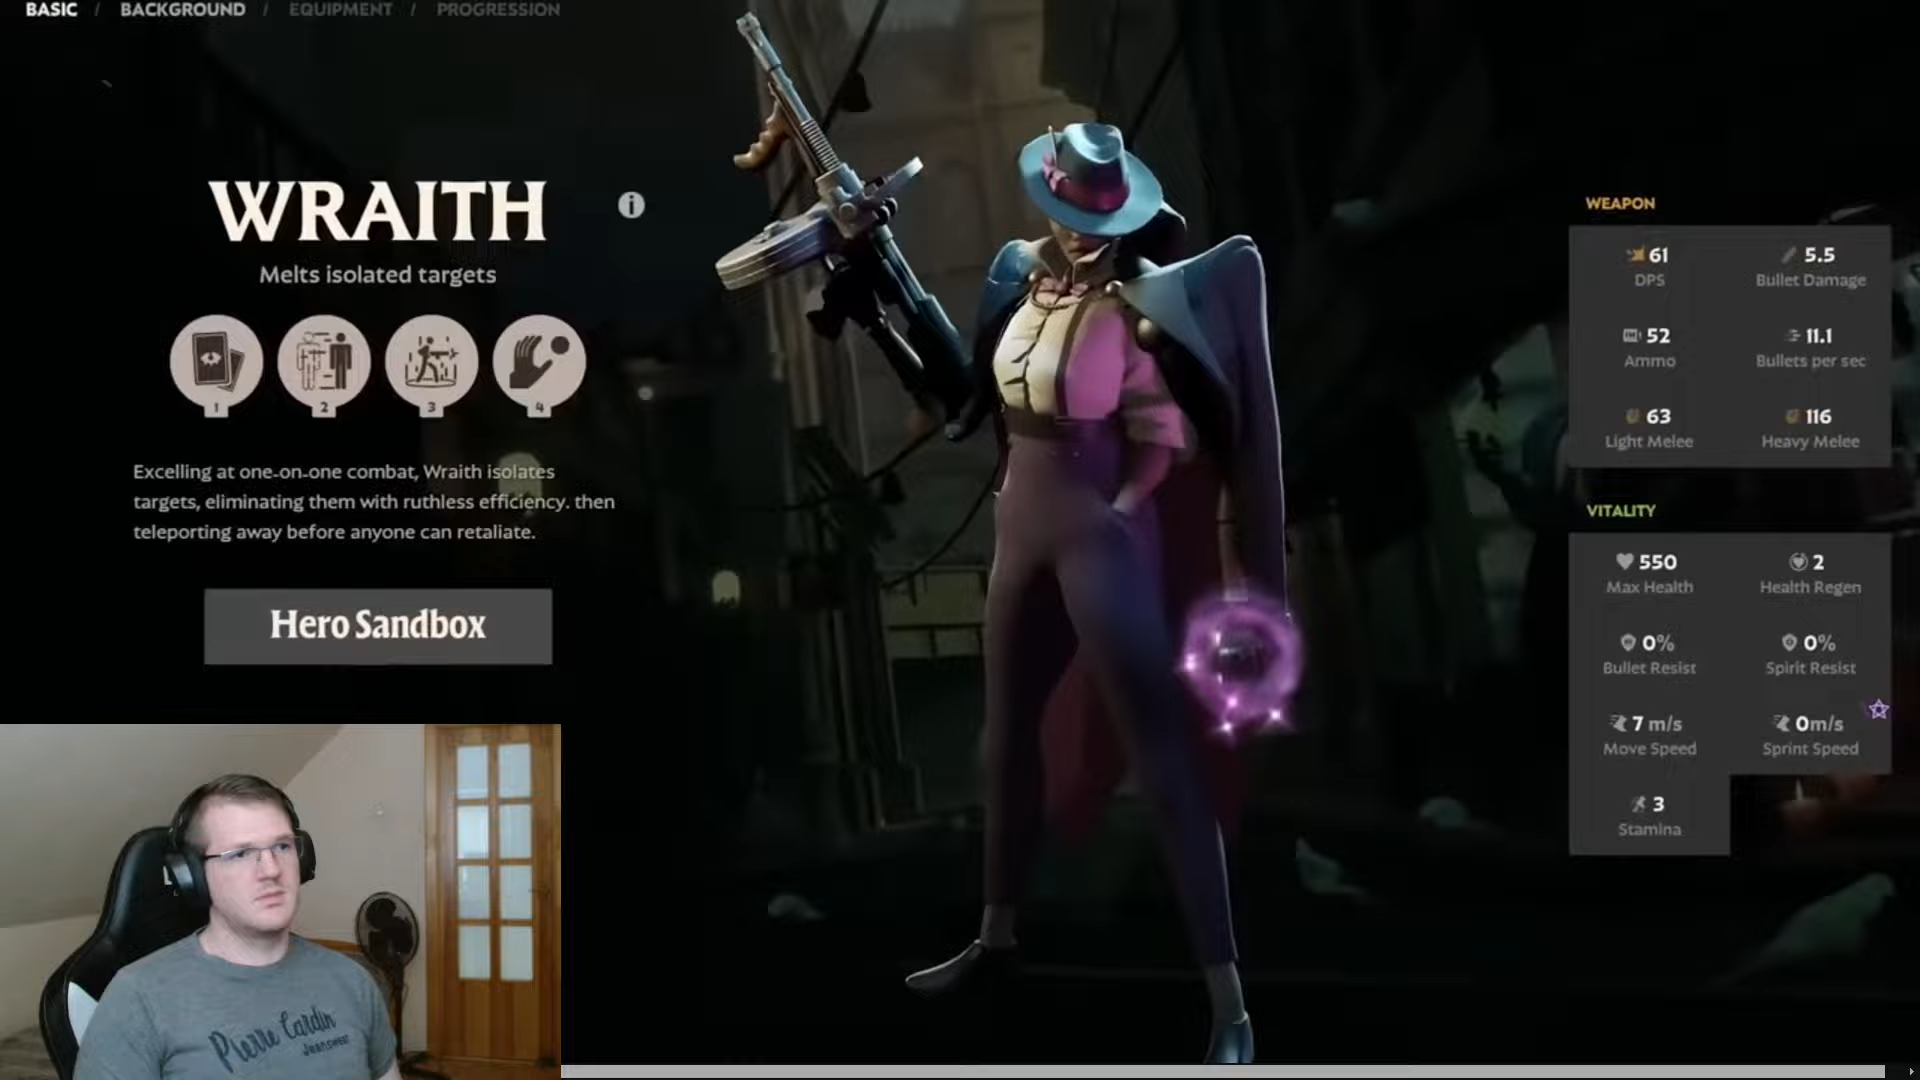 BASIC / BACKGROUND / EQUIPMENT / PROGRESSION
WRAITH
i
Melts isolated targets
1 2 3 4
Excelling at one-on-one combat, Wraith isolates
targets, eliminating them with ruthless efficiency. then
teleporting away before anyone can retaliate.
Hero Sandbox
WEAPON
61 5.5
DPS Bullet Damage
52 11.1
Ammo Bullets per sec
63 116
Light Melee Heavy Melee
VITALITY
550 2
Max Health Health Regen
0% 0%
Bullet Resist Spirit Resist
7 m/s 0m/s
Move Speed Sprint Speed
3
Stamina
Pierre Cardin
Jeanswear